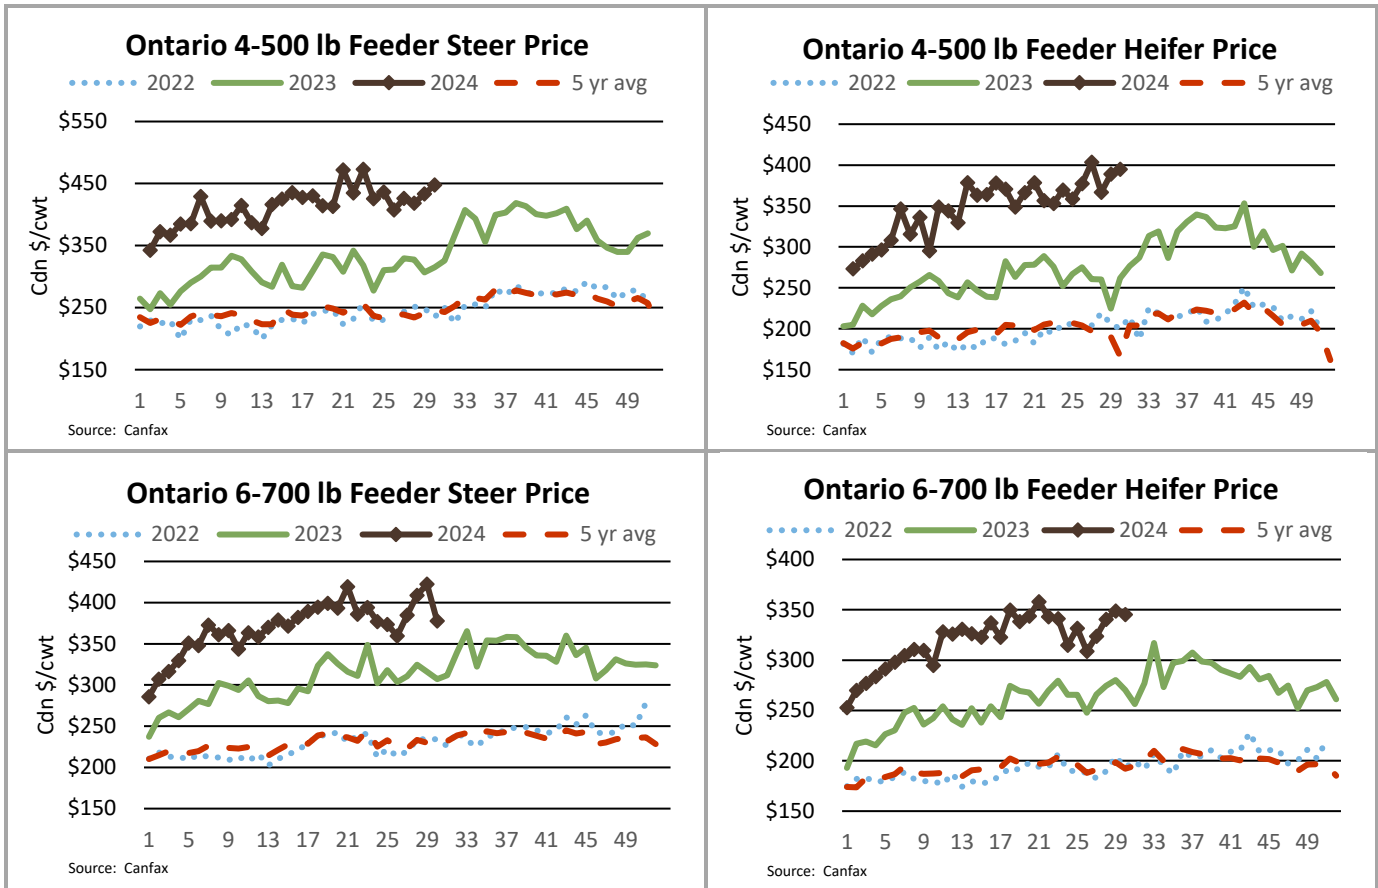 Ontario 4-500 lb Feeder Steer Price
2022 2023 2024 5 yr avg
Cdn $/cwt
$550
$450
$350
$250
$150
1 5 9 13 17 21 25 29 33 37 41 45 49
Source: Canfax
Ontario 4-500 lb Feeder Heifer Price
2022 2023 2024 5 yr avg
Cdn $/cwt
$450
$400
$350
$300
$250
$200
$150
1 5 9 13 17 21 25 29 33 37 41 45 49
Source: Canfax
Ontario 6-700 lb Feeder Steer Price
2022 2023 2024 5 yr avg
Cdn $/cwt
$450
$400
$350
$300
$250
$200
$150
1 5 9 13 17 21 25 29 33 37 41 45 49
Source: Canfax
Ontario 6-700 lb Feeder Heifer Price
2022 2023 2024 5 yr avg
Cdn $/cwt
$400
$350
$300
$250
$200
$150
1 5 9 13 17 21 25 29 33 37 41 45 49
Source: Canfax